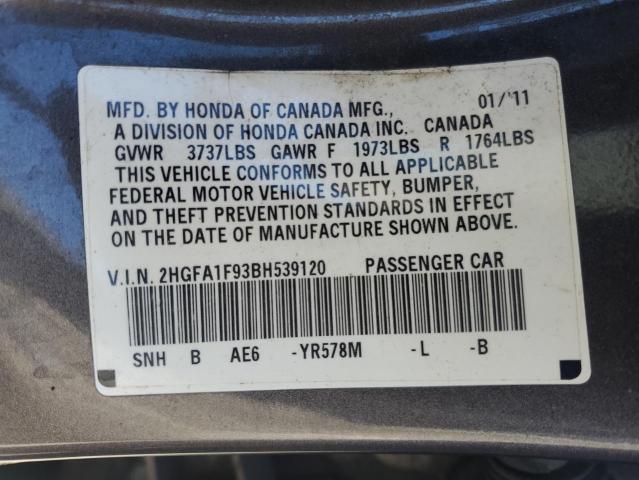 MFD. BY HONDA OF CANADA MFG., 01/'11
A DIVISION OF HONDA CANADA INC. CANADA
GVWR 3737LBS GAWR F 1973LBS R 1764LBS
THIS VEHICLE CONFORMS TO ALL APPLICABLE
FEDERAL MOTOR VEHICLE SAFETY, BUMPER,
AND THEFT PREVENTION STANDARDS IN EFFECT
ON THE DATE OF MANUFACTURE SHOWN ABOVE.
V.I.N. 2HGFA1F93BH539120 PASSENGER CAR
SNH B AE6 -YR578M -L -B